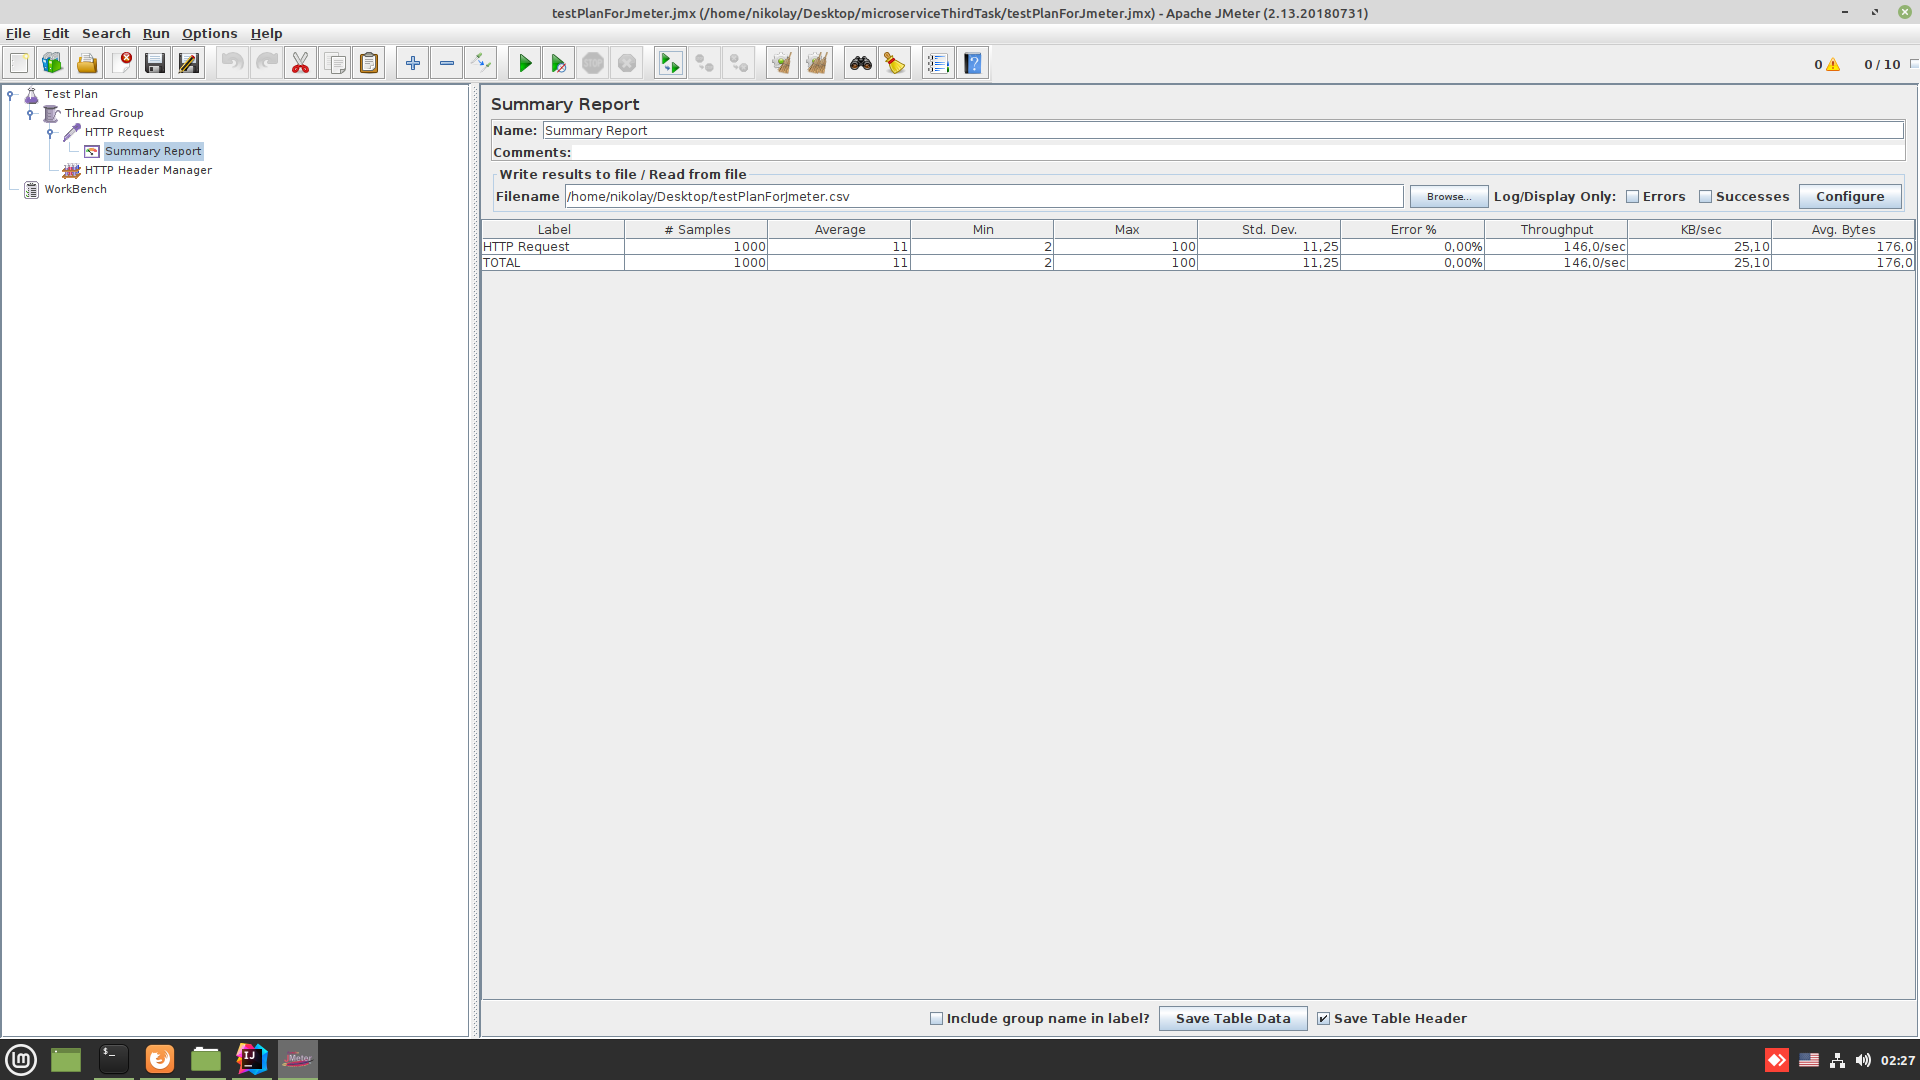 testPlanForJmeter.jmx (/home/nikolay/Desktop/microserviceThirdTask/testPlanForJmeter.jmx) - Apache JMeter (2.13.20180731)
File Edit Search Run Options Help
STOP 0 0 / 10
Test Plan
Thread Group
HTTP Request
Summary Report
HTTP Header Manager
WorkBench
Summary Report
Name: Summary Report
Comments:
Write results to file / Read from file
Filename /home/nikolay/Desktop/testPlanForJmeter.csv Browse... Log/Display Only: Errors Successes Configure
Label # Samples Average Min Max Std. Dev. Error % Throughput KB/sec Avg. Bytes
HTTP Request 1000 11 2 100 11,25 0,00% 146,0/sec 25,10 176,0
TOTAL 1000 11 2 100 11,25 0,00% 146,0/sec 25,10 176,0
Include group name in label? Save Table Data Save Table Header
lm $_ IJ Meter 02:27